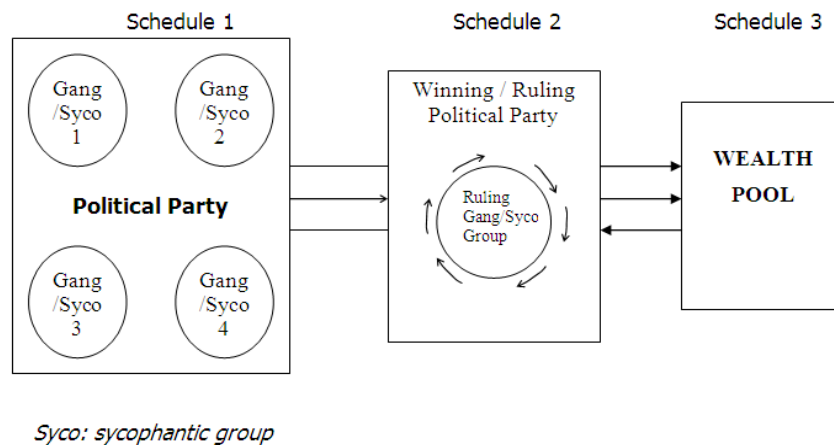 Schedule 1
Schedule 2
Schedule 3
Gang
/Syco
1
Gang
/Syco
2
Political Party
Gang
/Syco
3
Gang
/Syco
4
Winning / Ruling
Political Party
Ruling
Gang/Syco
Group
WEALTH
POOL
Syco: sycophantic group